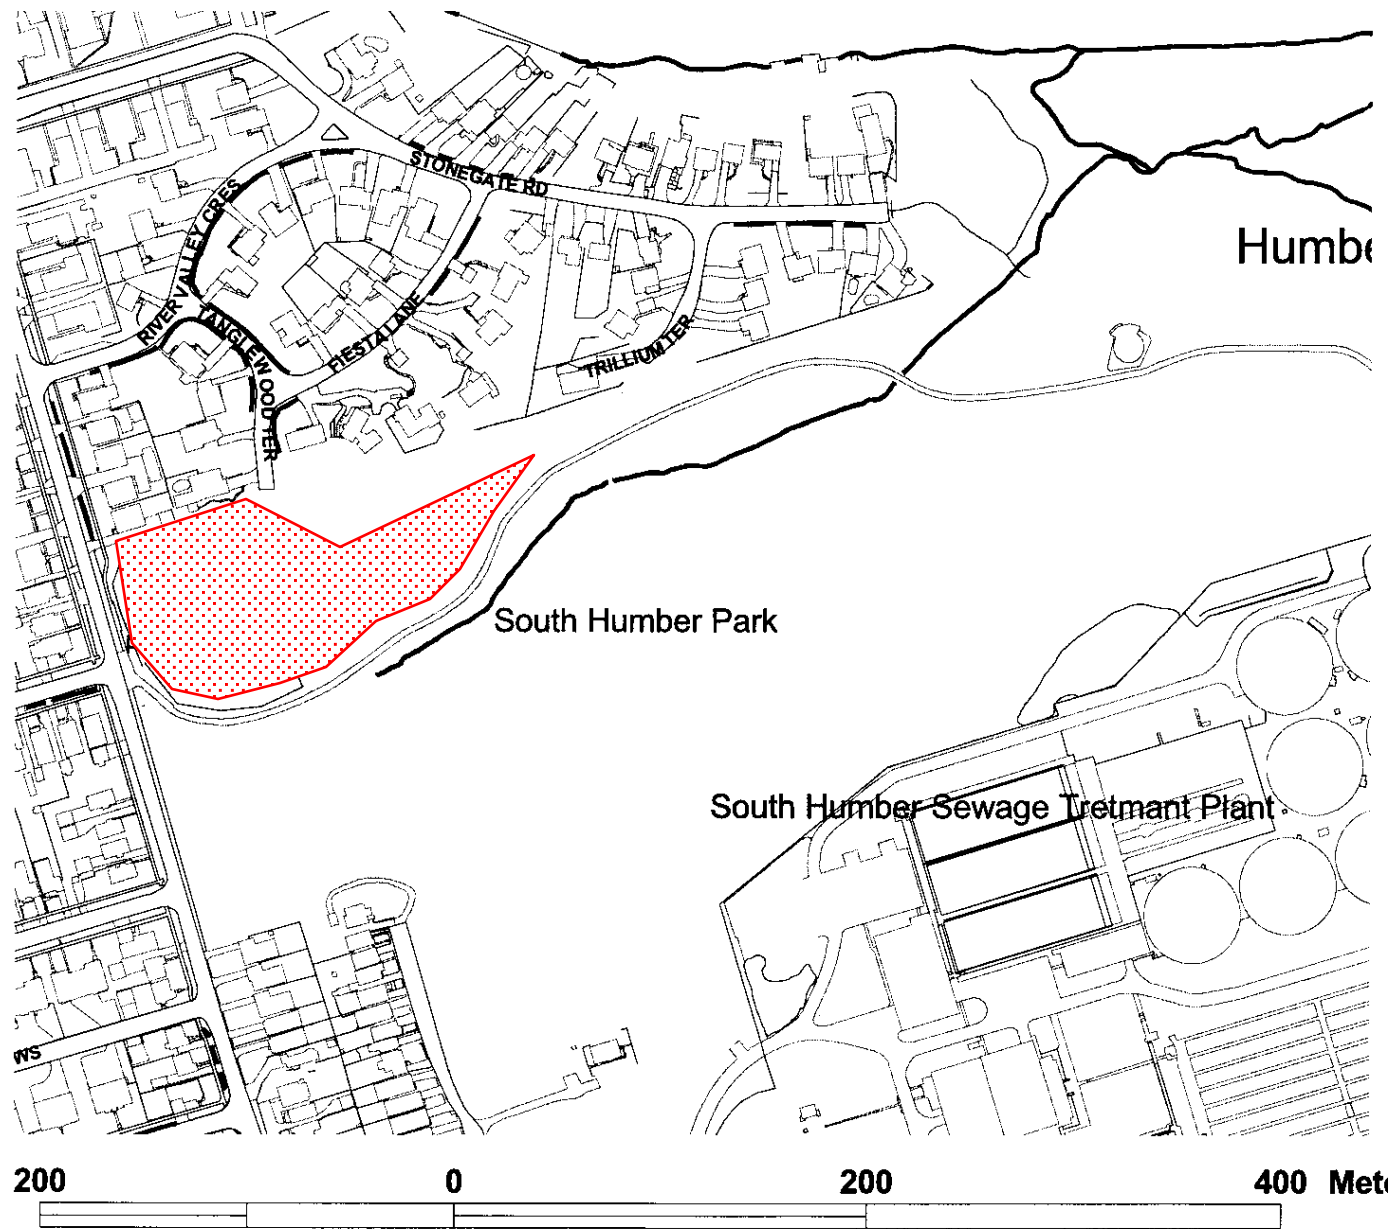 STONEGATE RD
RIVER VALLEY CRES
TANGLEWOOD TER
FIESTA LANE
TRILLIUM TER
Humbe
South Humber Park
South Humber Sewage Tretmant Plant
WS
200 0 200 400 Mete